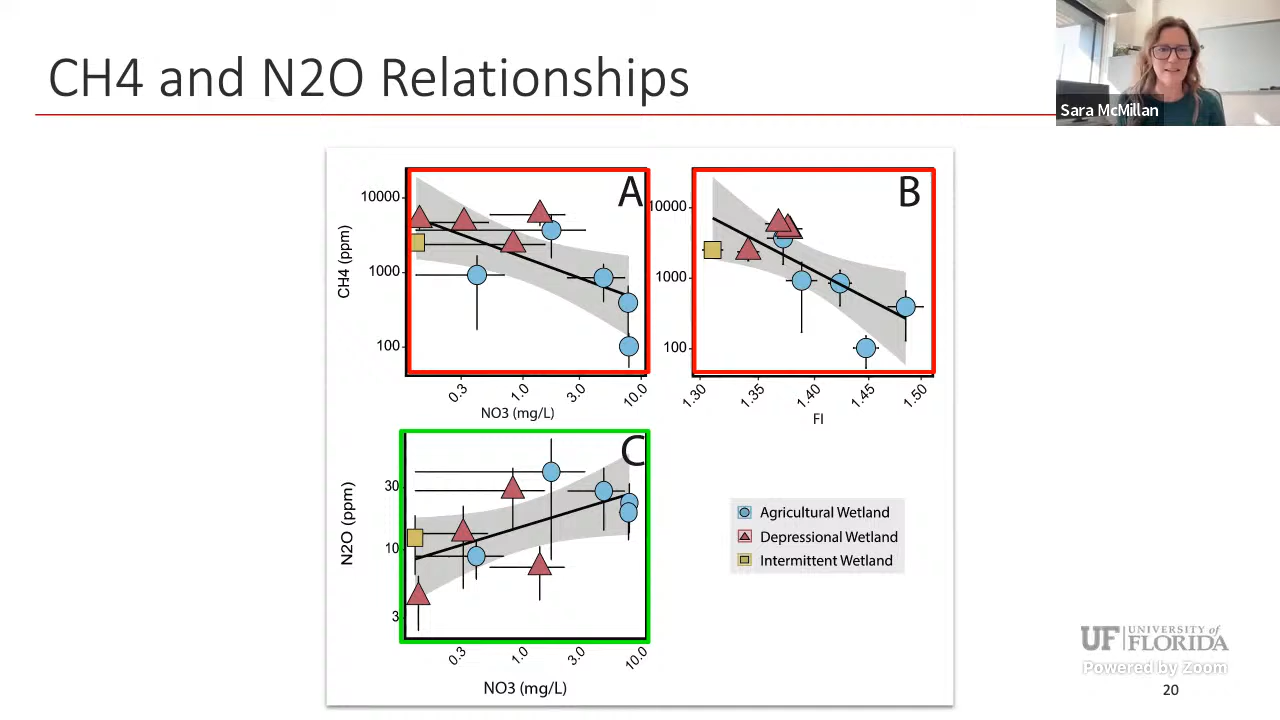 CH4 and N2O Relationships
Sara McMillan
A
CH4 (ppm)
10000
1000
100
0.3
1.0
3.0
10.0
NO3 (mg/L)
B
10000
1000
100
1.30
1.35
1.40
1.45
1.50
FI
C
N2O (ppm)
30
10
3
0.3
1.0
3.0
10.0
NO3 (mg/L)
Agricultural Wetland
Depressional Wetland
Intermittent Wetland
UF UNIVERSITY of
FLORIDA
Powered by Zoom
20